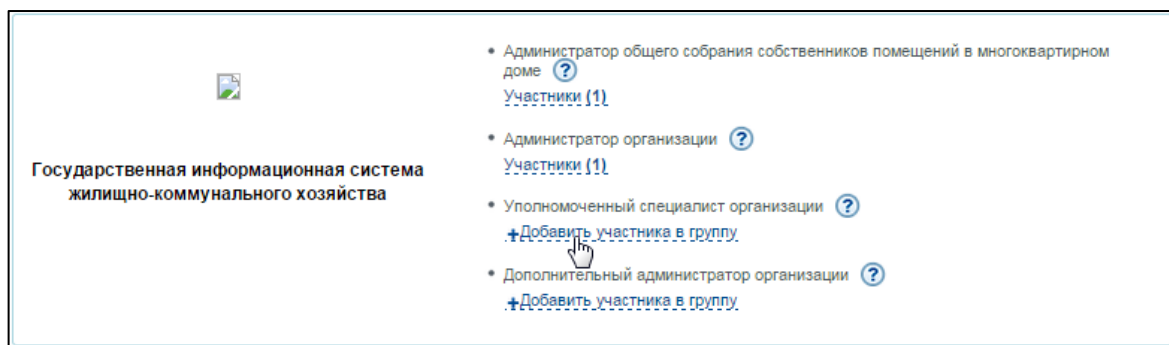 Государственная информационная система
жилищно-коммунального хозяйства
• Администратор общего собрания собственников помещений в многоквартирном
доме ?
Участники (1)
• Администратор организации ?
Участники (1)
• Уполномоченный специалист организации ?
+Добавить участника в группу
• Дополнительный администратор организации ?
+Добавить участника в группу